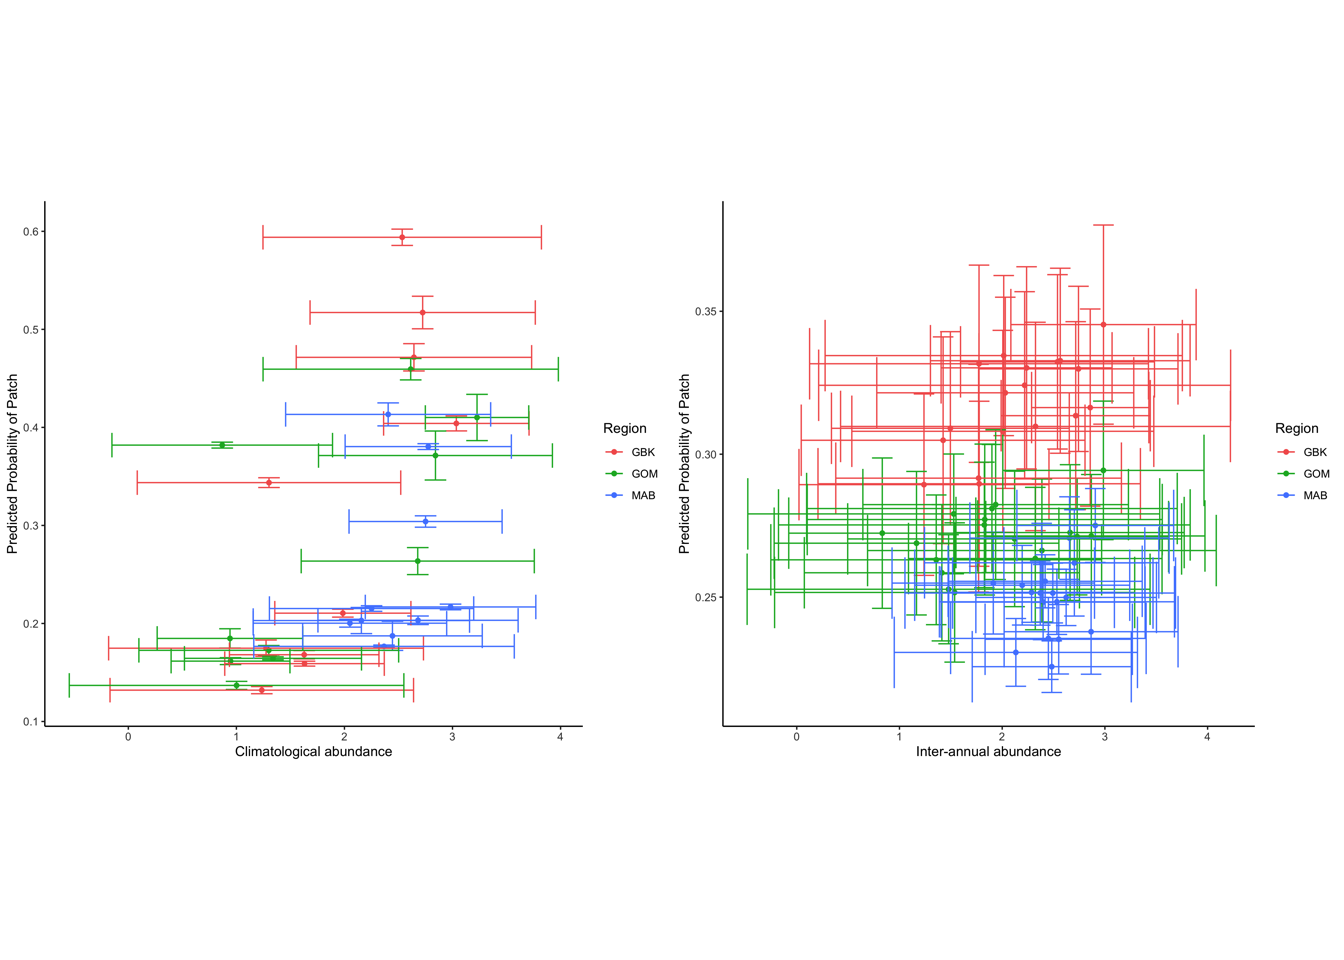 Predicted Probability of Patch
0.6
0.5
0.4
0.3
0.2
0.1
0 1 2 3 4
Climatological abundance
Region
GBK
GOM
MAB
Predicted Probability of Patch
0.35
0.30
0.25
0 1 2 3 4
Inter-annual abundance
Region
GBK
GOM
MAB